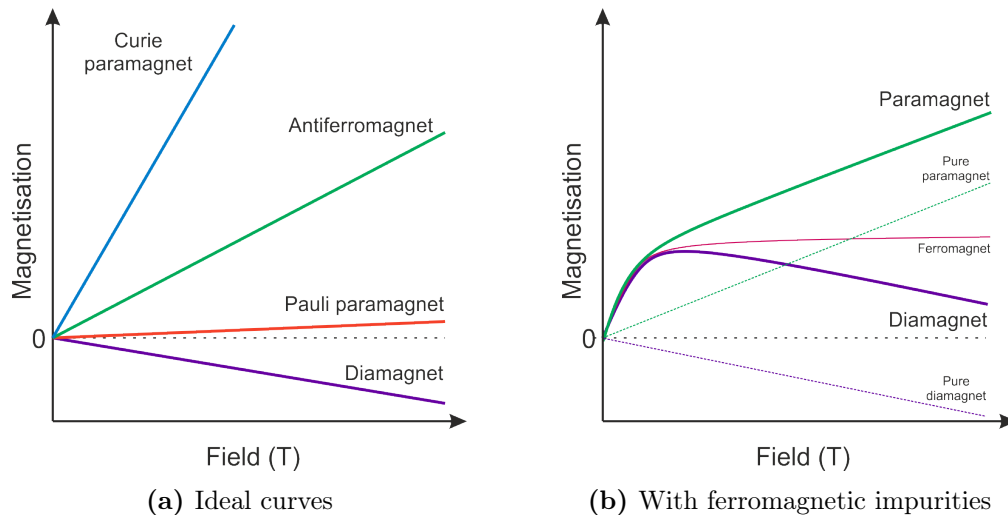 Curie
paramagnet
Antiferromagnet
Pauli paramagnet
Diamagnet
Magnetisation
0
Field (T)
(a) Ideal curves
Paramagnet
Pure
paramagnet
Ferromagnet
Diamagnet
Pure
diamagnet
Magnetisation
0
Field (T)
(b) With ferromagnetic impurities